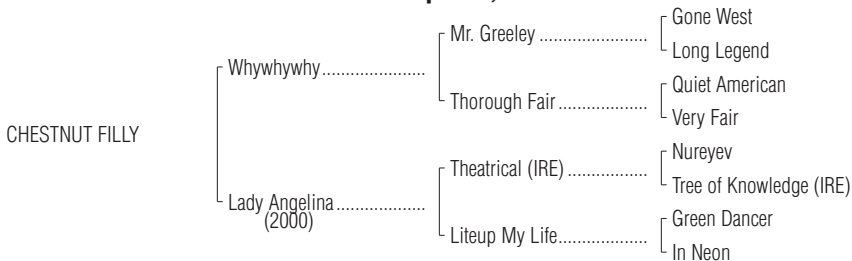 Gone West
Mr. Greeley ........................
Long Legend
Whywhywhy......................
Quiet American
Thorough Fair....................
Very Fair
CHESTNUT FILLY
Nureyev
Theatrical (IRE) ..................
Tree of Knowledge (IRE)
Lady Angelina...................
(2000)
Green Dancer
Liteup My Life....................
In Neon